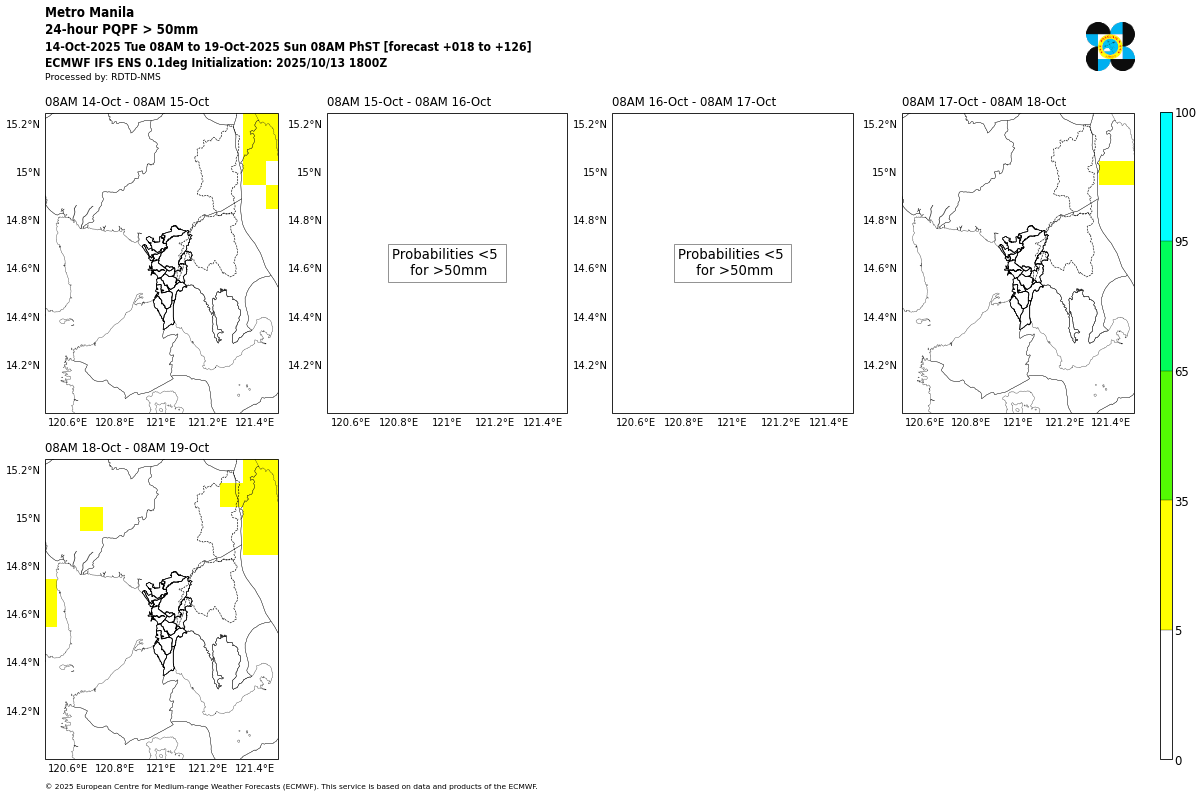 Metro Manila
24-hour PQPF > 50mm
14-Oct-2025 Tue 08AM to 19-Oct-2025 Sun 08AM PhST [forecast +018 to +126]
ECMWF IFS ENS 0.1deg Initialization: 2025/10/13 1800Z
Processed by: RDTD-NMS
08AM 14-Oct - 08AM 15-Oct
15.2°N
15°N
14.8°N
14.6°N
14.4°N
14.2°N
120.6°E 120.8°E 121°E 121.2°E 121.4°E
08AM 15-Oct - 08AM 16-Oct
15.2°N
15°N
14.8°N
14.6°N
14.4°N
14.2°N
Probabilities <5
for >50mm
120.6°E 120.8°E 121°E 121.2°E 121.4°E
08AM 16-Oct - 08AM 17-Oct
15.2°N
15°N
14.8°N
14.6°N
14.4°N
14.2°N
Probabilities <5
for >50mm
120.6°E 120.8°E 121°E 121.2°E 121.4°E
08AM 17-Oct - 08AM 18-Oct
15.2°N
15°N
14.8°N
14.6°N
14.4°N
14.2°N
120.6°E 120.8°E 121°E 121.2°E 121.4°E
100
95
65
35
5
0
08AM 18-Oct - 08AM 19-Oct
15.2°N
15°N
14.8°N
14.6°N
14.4°N
14.2°N
120.6°E 120.8°E 121°E 121.2°E 121.4°E
© 2025 European Centre for Medium-range Weather Forecasts (ECMWF). This service is based on data and products of the ECMWF.